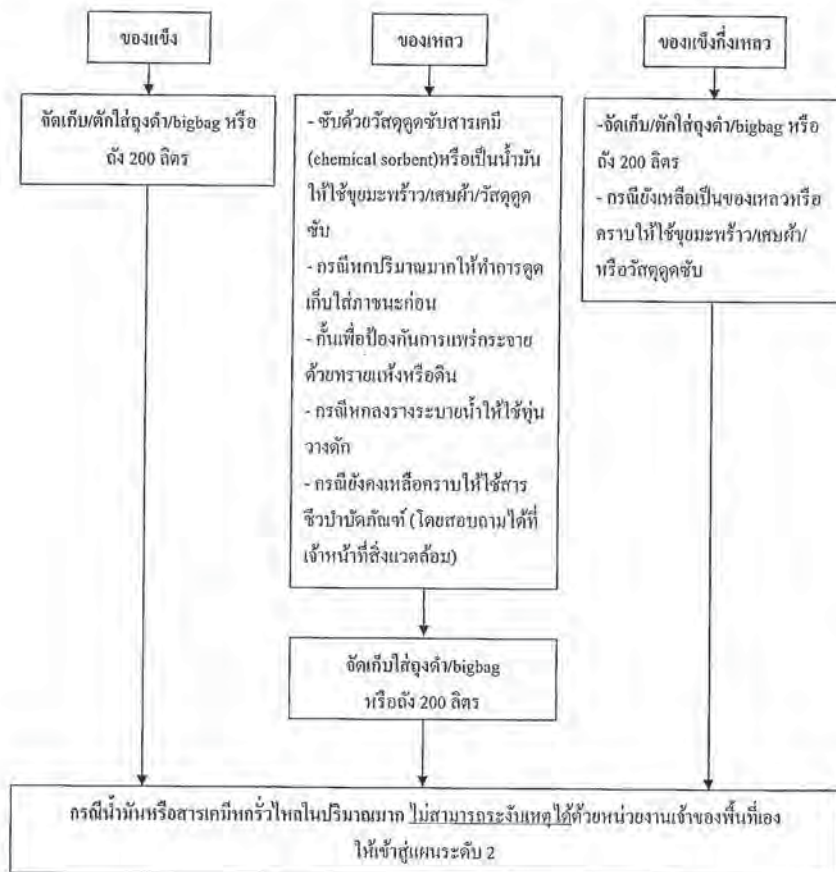 ของแข็ง
จัดเก็บ/ตักใส่ถุงดำ/bigbag หรือ
ถัง 200 ลิตร
ของเหลว
- ซับด้วยวัสดุดูดซับสารเคมี
(chemical sorbent)หรือเป็นน้ำมัน
ให้ใช้ขุยมะพร้าว/เศษผ้า/วัสดุดูด
ซับ
- กรณีหกปริมาณมากให้ทำการดูด
เก็บใส่ภาชนะก่อน
- กั้นเพื่อป้องกันการแพร่กระจาย
ด้วยทรายแห้งหรือดิน
- กรณีหกลงรางระบายน้ำให้ใช้ทุ่น
วางดัก
- กรณียังคงเหลือคราบให้ใช้สาร
ชีวบำบัดภัณฑ์ (โดยสอบถามได้ที่
เจ้าหน้าที่สิ่งแวดล้อม)
จัดเก็บใส่ถุงดำ/bigbag
หรือถัง 200 ลิตร
ของแข็งกึ่งเหลว
-จัดเก็บ/ตักใส่ถุงดำ/bigbag หรือ
ถัง 200 ลิตร
- กรณียังเหลือเป็นของเหลวหรือ
คราบให้ใช้ขุยมะพร้าว/เศษผ้า/
หรือวัสดุดูดซับ
กรณีน้ำมันหรือสารเคมีหกรั่วไหลในปริมาณมาก ไม่สามารถระงับเหตุได้ด้วยหน่วยงานเจ้าของพื้นที่เอง
ให้เข้าสู่แผนระดับ 2